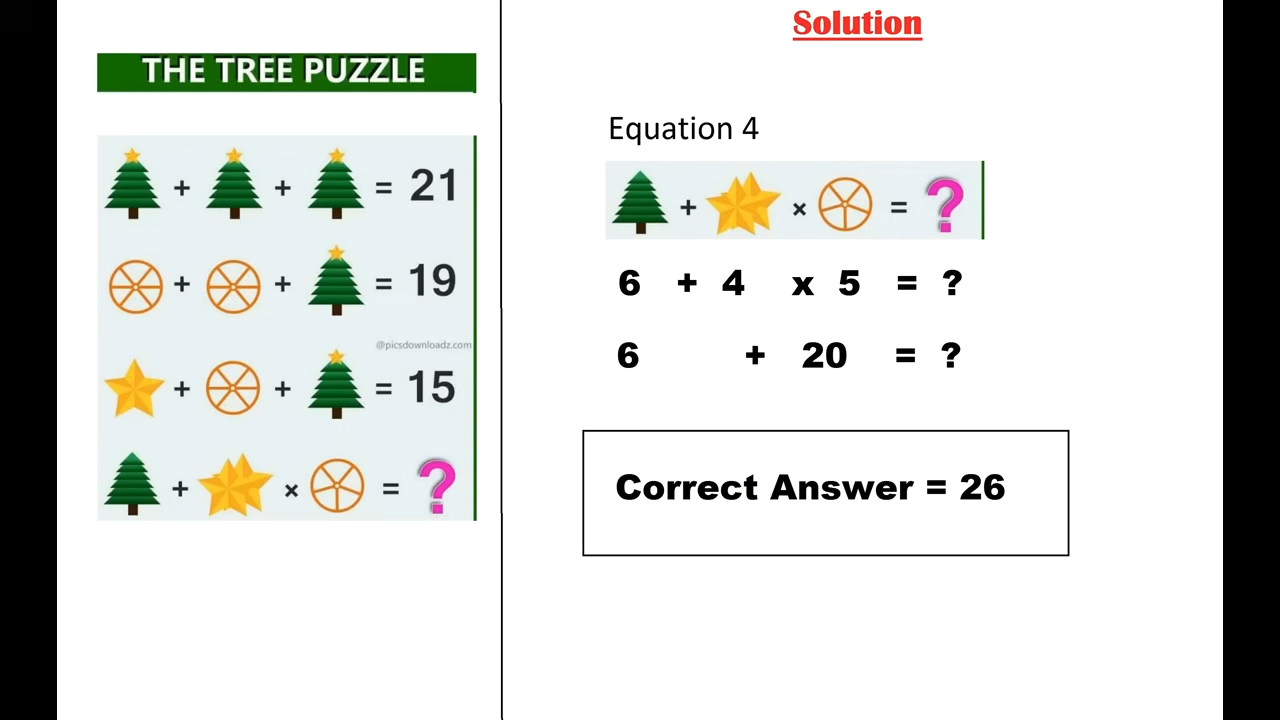 THE TREE PUZZLE
+ + = 21
+ + = 19
@picsdownloadz.com
+ + = 15
+ × = ?
Solution
Equation 4
+ × = ?
6 + 4 x 5 = ?
6 + 20 = ?
Correct Answer = 26